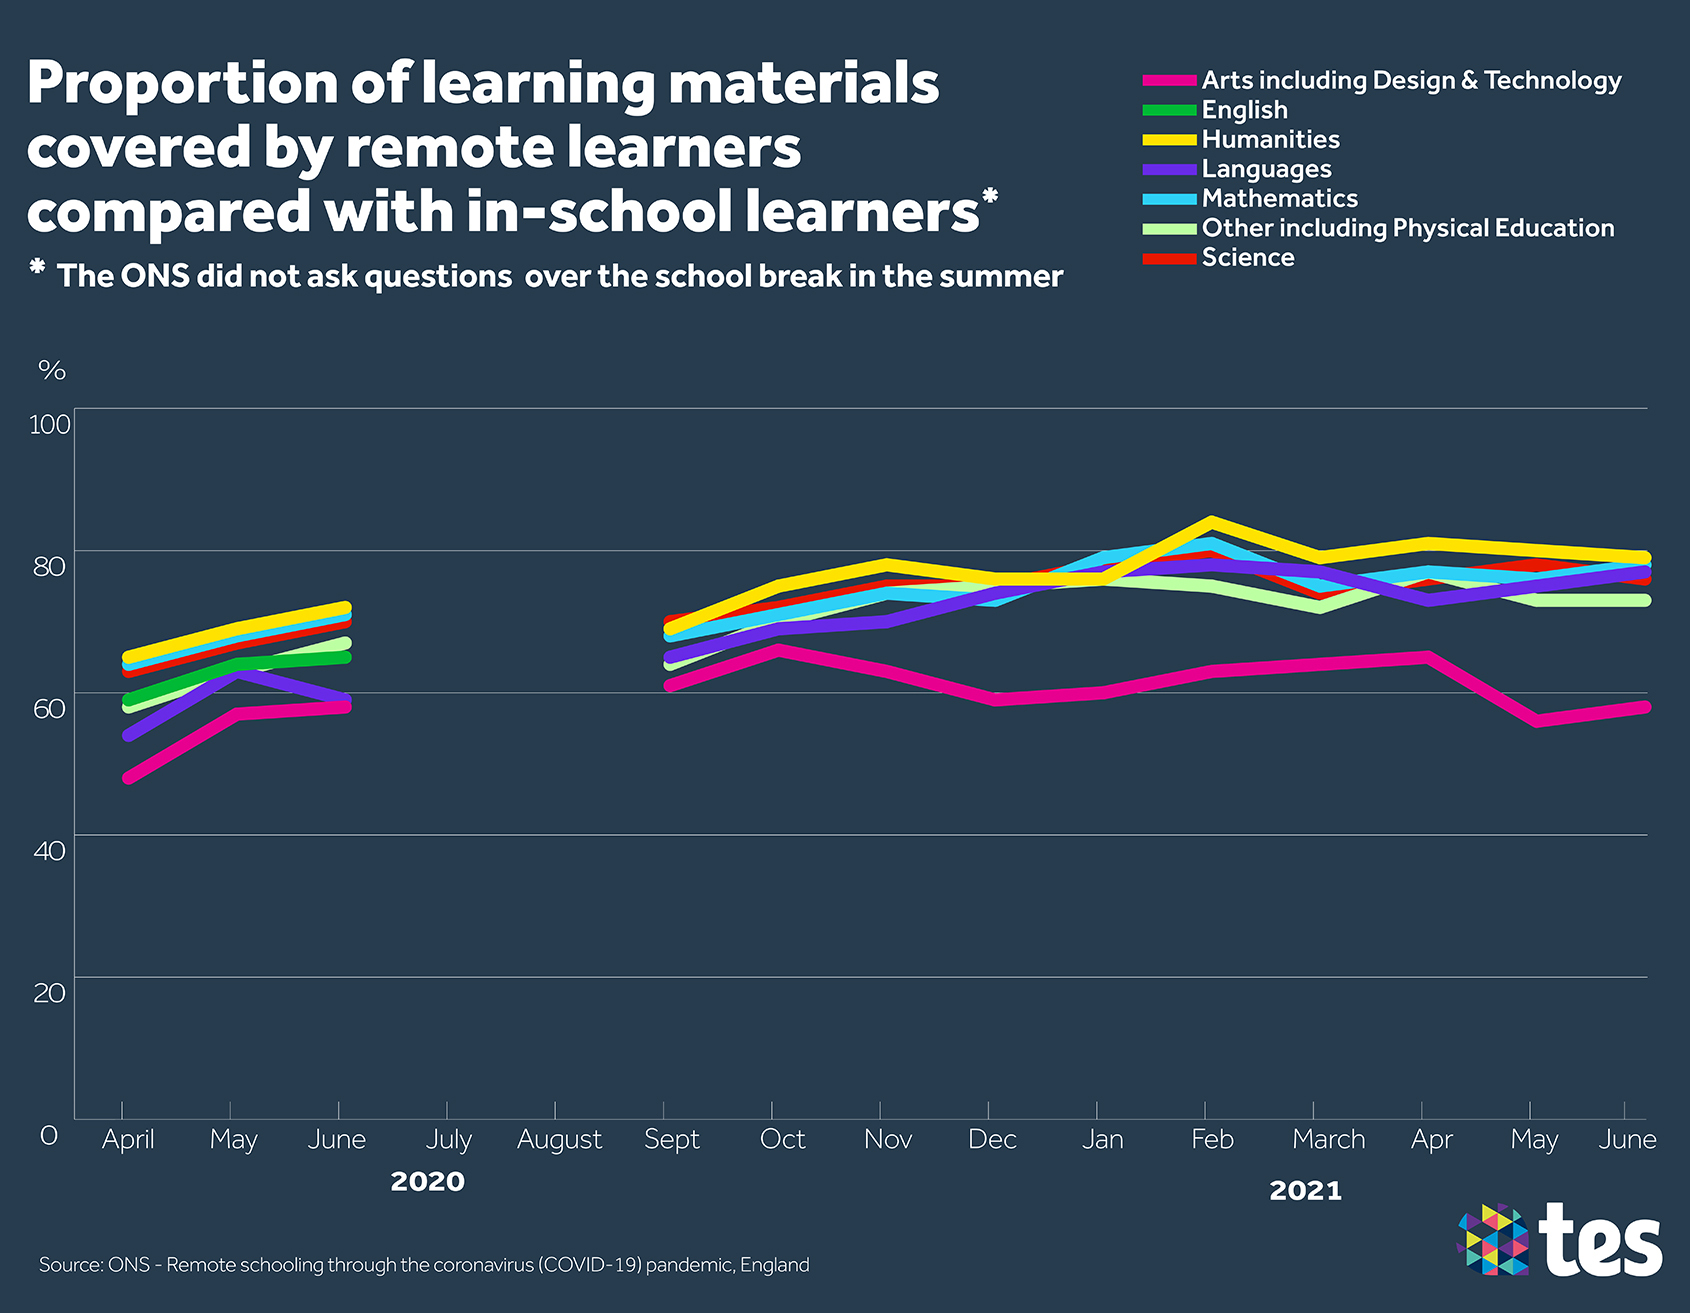 Proportion of learning materials
covered by remote learners
compared with in-school learners*
* The ONS did not ask questions over the school break in the summer
Arts including Design & Technology
English
Humanities
Languages
Mathematics
Other including Physical Education
Science
%
100
80
60
40
20
0
April May June July August Sept Oct Nov Dec Jan Feb March Apr May June
2020 2021
Source: ONS - Remote schooling through the coronavirus (COVID-19) pandemic, England
tes